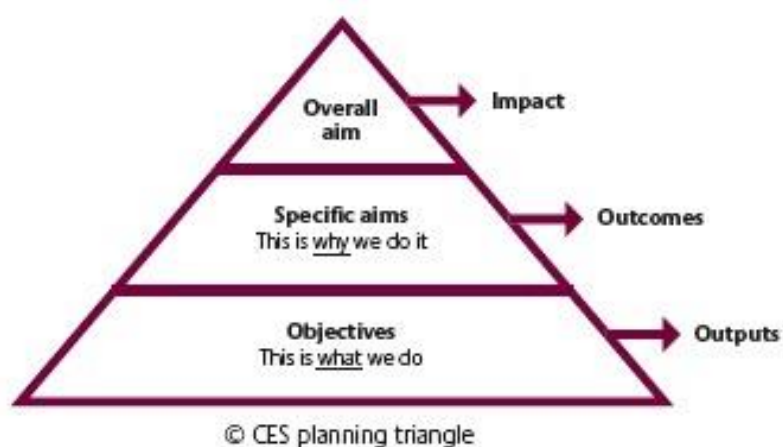 Overall
aim
Impact
Specific aims
This is why we do it
Outcomes
Objectives
This is what we do
Outputs
© CES planning triangle